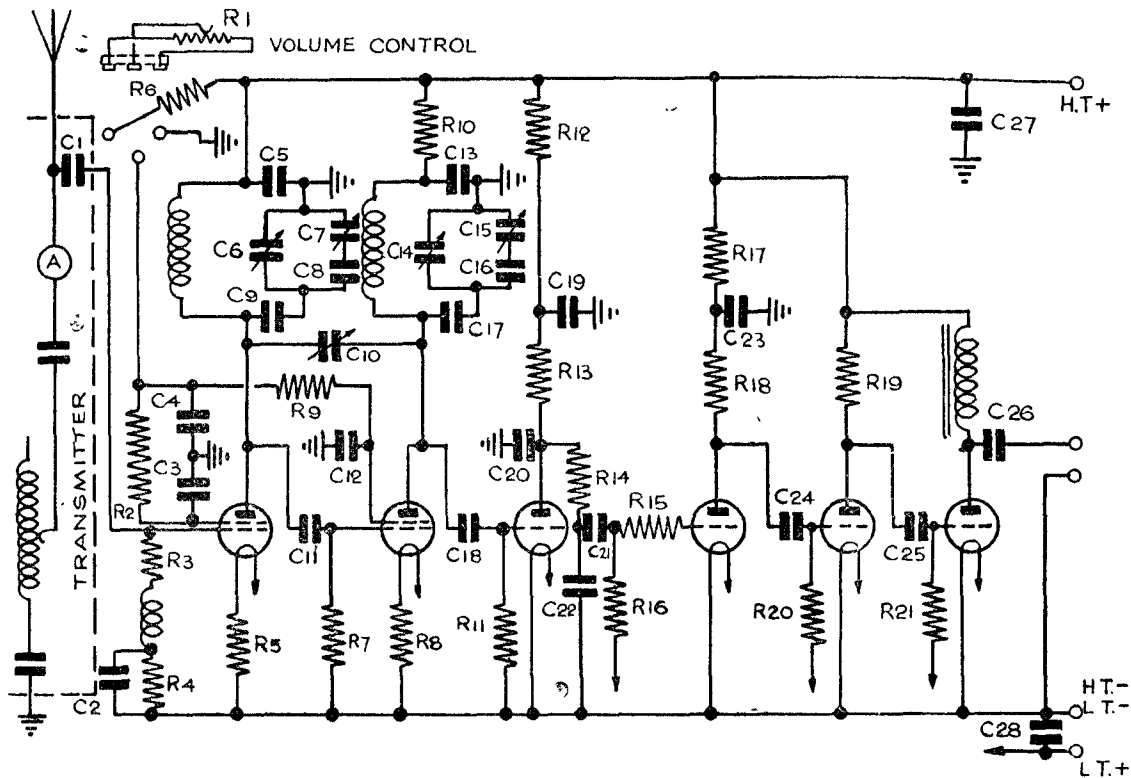 R1
VOLUME CONTROL
R6
H.T+
C27
C1
R10
R12
C5
C13
C6
C7
C8
C14
C15
C16
R17
A
C9
C17
C19
C23
C10
R13
R18
R19
C26
TRANSMITTER
C4
R9
C3
C12
C20
R14
R2
C11
C18
C21
R15
C24
C25
R3
C22
R5
R7
R8
R11
R16
R20
R21
R4
C2
H T.-
L T.-
C28
L T.+